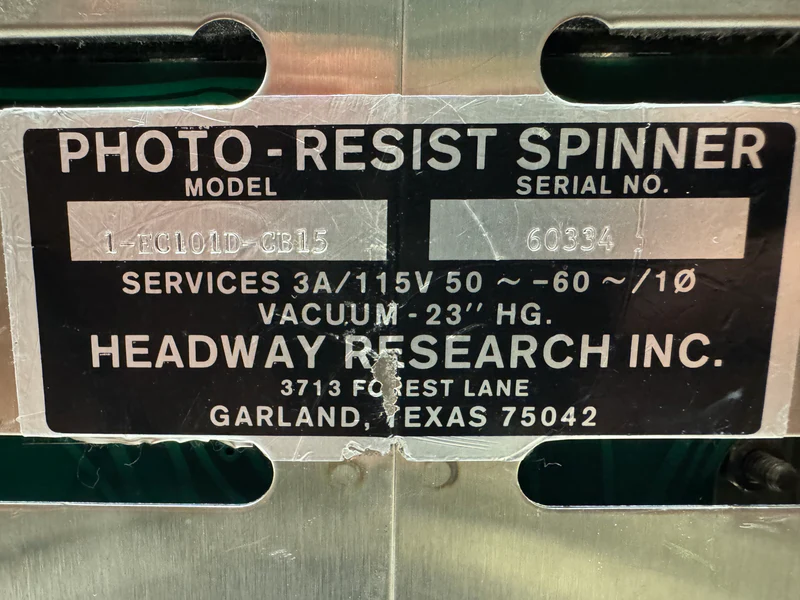 PHOTO-RESIST SPINNER
MODEL SERIAL NO.
1-EC101D-CB15 60334
SERVICES 3A/115V 50 ~ -60 ~/1Ø
VACUUM - 23" HG.
HEADWAY RESEARCH INC.
3713 FOREST LANE
GARLAND, TEXAS 75042